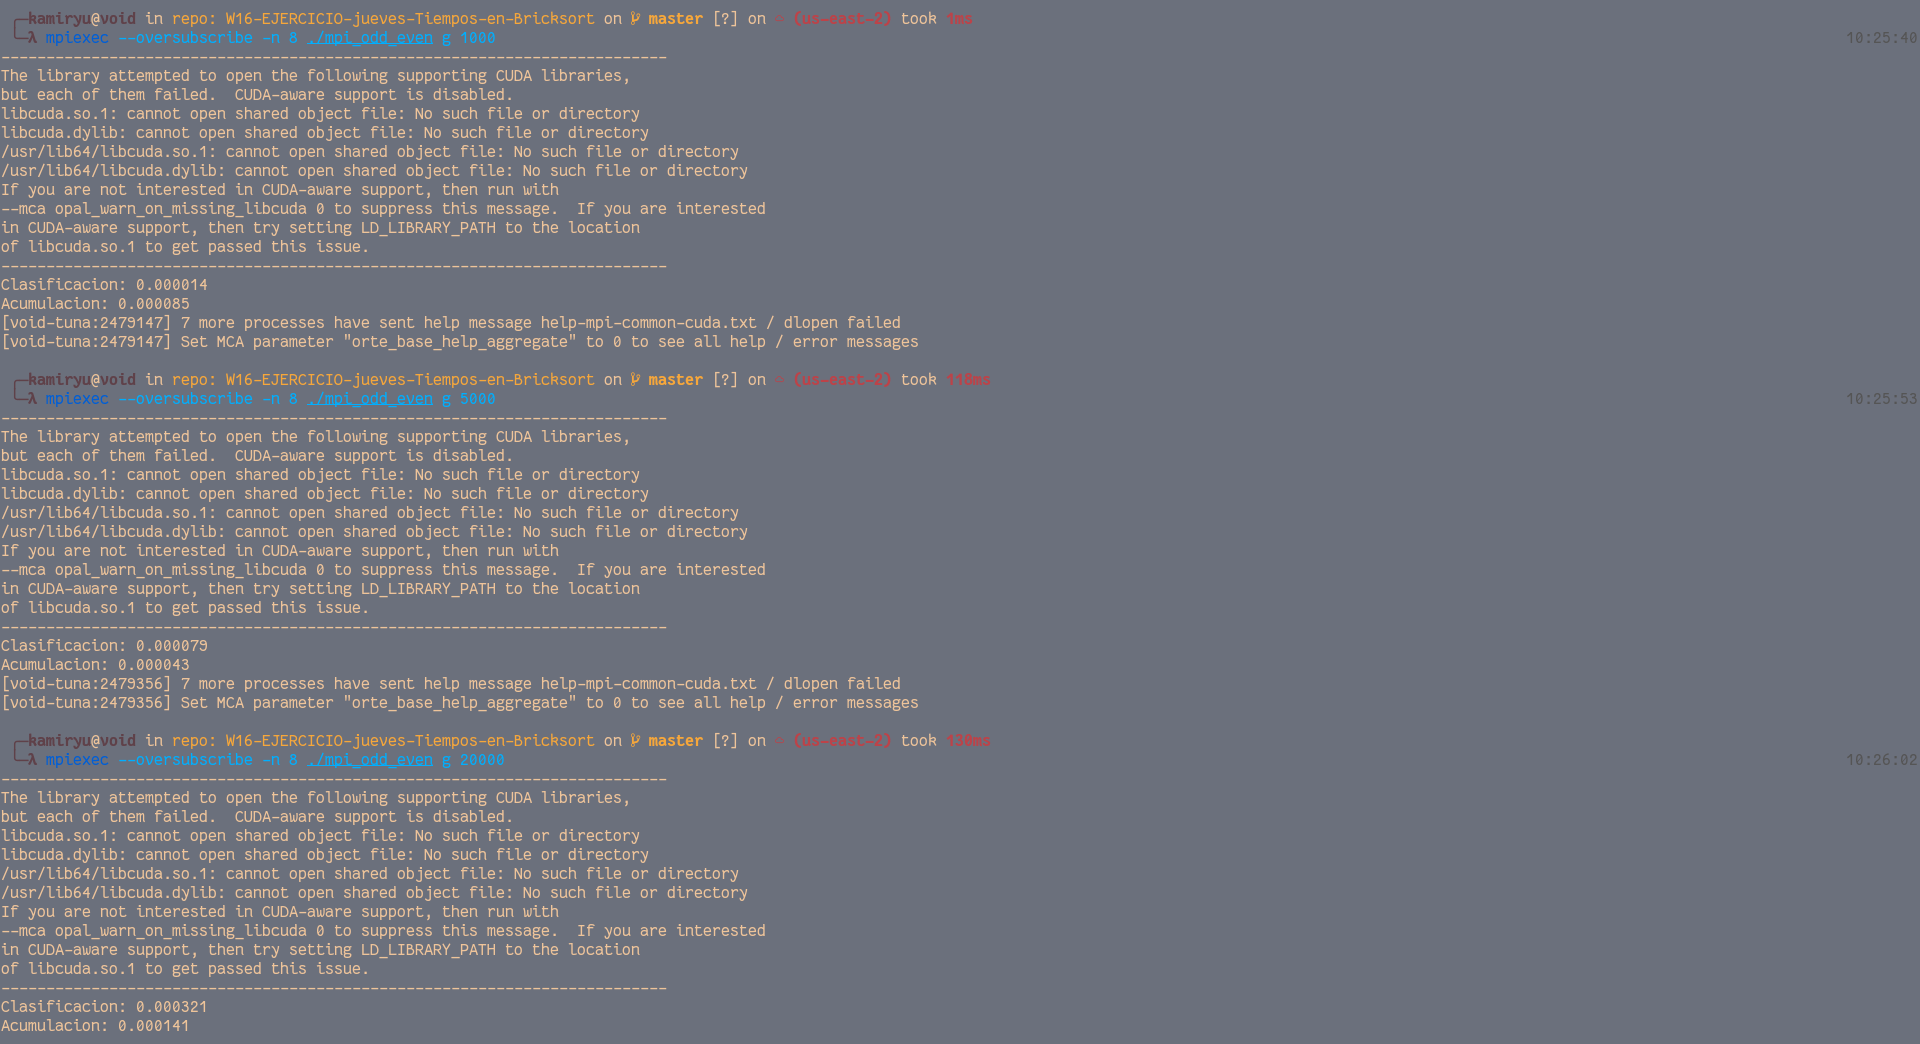 ╭─kamiryu@void in repo: W16-EJERCICIO-jueves-Tiempos-en-Bricksort on master [?] on (us-east-2) took 1ms
╰─λ mpiexec --oversubscribe -n 8 ./mpi_odd_even g 1000 10:25:40
--------------------------------------------------------------------------
The library attempted to open the following supporting CUDA libraries,
but each of them failed.  CUDA-aware support is disabled.
libcuda.so.1: cannot open shared object file: No such file or directory
libcuda.dylib: cannot open shared object file: No such file or directory
/usr/lib64/libcuda.so.1: cannot open shared object file: No such file or directory
/usr/lib64/libcuda.dylib: cannot open shared object file: No such file or directory
If you are not interested in CUDA-aware support, then run with
--mca opal_warn_on_missing_libcuda 0 to suppress this message.  If you are interested
in CUDA-aware support, then try setting LD_LIBRARY_PATH to the location
of libcuda.so.1 to get passed this issue.
--------------------------------------------------------------------------
Clasificacion: 0.000014
Acumulacion: 0.000085
[void-tuna:2479147] 7 more processes have sent help message help-mpi-common-cuda.txt / dlopen failed
[void-tuna:2479147] Set MCA parameter "orte_base_help_aggregate" to 0 to see all help / error messages
╭─kamiryu@void in repo: W16-EJERCICIO-jueves-Tiempos-en-Bricksort on master [?] on (us-east-2) took 118ms
╰─λ mpiexec --oversubscribe -n 8 ./mpi_odd_even g 5000 10:25:53
--------------------------------------------------------------------------
The library attempted to open the following supporting CUDA libraries,
but each of them failed.  CUDA-aware support is disabled.
libcuda.so.1: cannot open shared object file: No such file or directory
libcuda.dylib: cannot open shared object file: No such file or directory
/usr/lib64/libcuda.so.1: cannot open shared object file: No such file or directory
/usr/lib64/libcuda.dylib: cannot open shared object file: No such file or directory
If you are not interested in CUDA-aware support, then run with
--mca opal_warn_on_missing_libcuda 0 to suppress this message.  If you are interested
in CUDA-aware support, then try setting LD_LIBRARY_PATH to the location
of libcuda.so.1 to get passed this issue.
--------------------------------------------------------------------------
Clasificacion: 0.000079
Acumulacion: 0.000043
[void-tuna:2479356] 7 more processes have sent help message help-mpi-common-cuda.txt / dlopen failed
[void-tuna:2479356] Set MCA parameter "orte_base_help_aggregate" to 0 to see all help / error messages
╭─kamiryu@void in repo: W16-EJERCICIO-jueves-Tiempos-en-Bricksort on master [?] on (us-east-2) took 130ms
╰─λ mpiexec --oversubscribe -n 8 ./mpi_odd_even g 20000 10:26:02
--------------------------------------------------------------------------
The library attempted to open the following supporting CUDA libraries,
but each of them failed.  CUDA-aware support is disabled.
libcuda.so.1: cannot open shared object file: No such file or directory
libcuda.dylib: cannot open shared object file: No such file or directory
/usr/lib64/libcuda.so.1: cannot open shared object file: No such file or directory
/usr/lib64/libcuda.dylib: cannot open shared object file: No such file or directory
If you are not interested in CUDA-aware support, then run with
--mca opal_warn_on_missing_libcuda 0 to suppress this message.  If you are interested
in CUDA-aware support, then try setting LD_LIBRARY_PATH to the location
of libcuda.so.1 to get passed this issue.
--------------------------------------------------------------------------
Clasificacion: 0.000321
Acumulacion: 0.000141